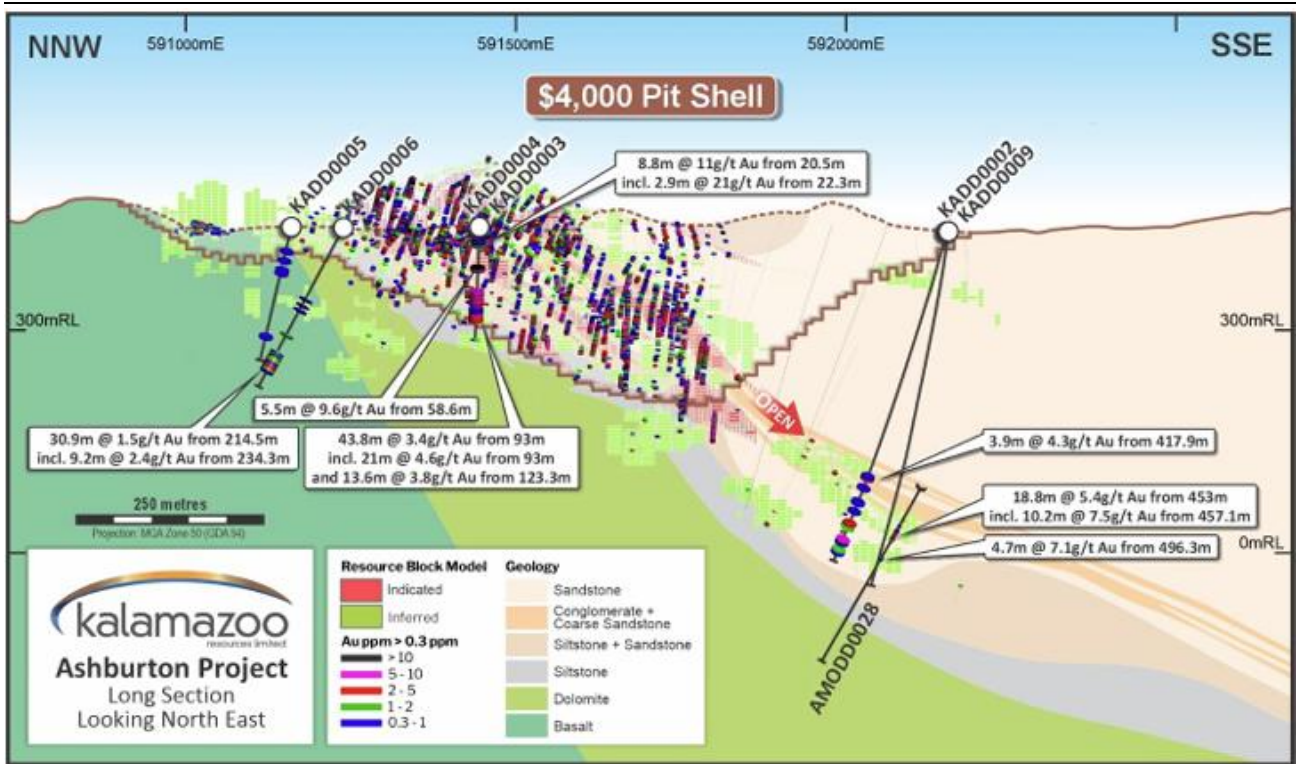 NNW
591000mE
591500mE
592000mE
SSE
$4,000 Pit Shell
KADD0005
KADD0006
KADD0004
KADD0003
KADD0002
KADD0009
8.8m @ 11g/t Au from 20.5m
incl. 2.9m @ 21g/t Au from 22.3m
300mRL
300mRL
OPEN
5.5m @ 9.6g/t Au from 58.6m
30.9m @ 1.5g/t Au from 214.5m
incl. 9.2m @ 2.4g/t Au from 234.3m
43.8m @ 3.4g/t Au from 93m
incl. 21m @ 4.6g/t Au from 93m
and 13.6m @ 3.8g/t Au from 123.3m
3.9m @ 4.3g/t Au from 417.9m
18.8m @ 5.4g/t Au from 453m
incl. 10.2m @ 7.5g/t Au from 457.1m
4.7m @ 7.1g/t Au from 496.3m
0mRL
AMODD0028
250 metres
Projection: MGA Zone 50 (GDA 94)
kalamazoo
resources limited
Ashburton Project
Long Section
Looking North East
Resource Block Model
Indicated
Inferred
Au ppm > 0.3 ppm
>10
5 - 10
2 - 5
1 - 2
0.3 - 1
Geology
Sandstone
Conglomerate +
Coarse Sandstone
Siltstone + Sandstone
Siltstone
Dolomite
Basalt